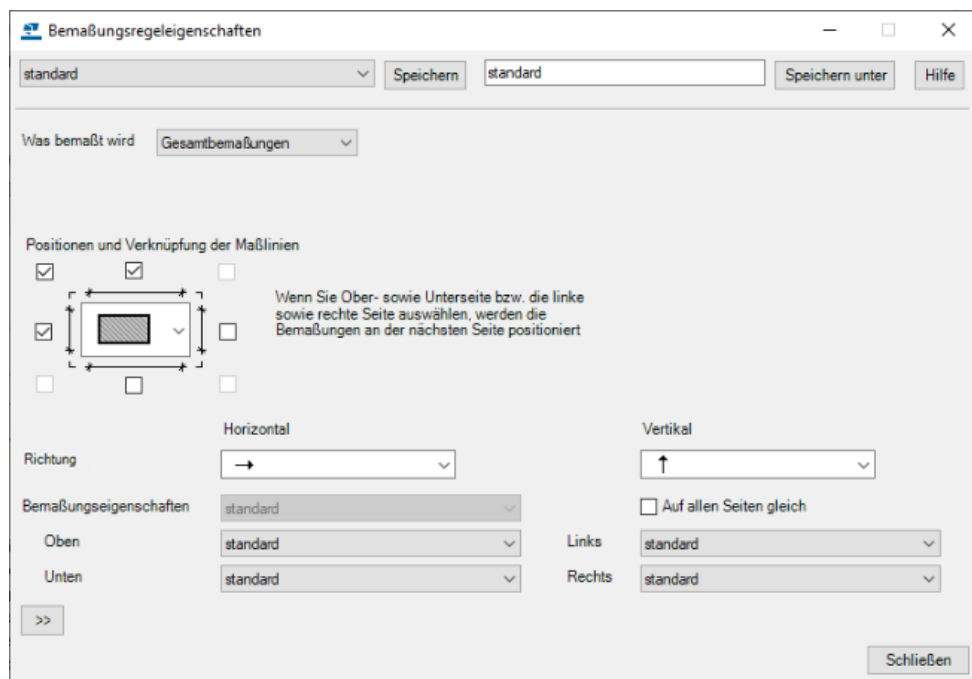 Bemaßungsregeleigenschaften
standard Speichern standard Speichern unter Hilfe
Was bemaßt wird Gesamtbemaßungen
Positionen und Verknüpfung der Maßlinien
Wenn Sie Ober- sowie Unterseite bzw. die linke
sowie rechte Seite auswählen, werden die
Bemaßungen an der nächsten Seite positioniert
Horizontal Vertikal
Richtung
Bemaßungseigenschaften standard Auf allen Seiten gleich
Oben standard Links standard
Unten standard Rechts standard
>>
Schließen